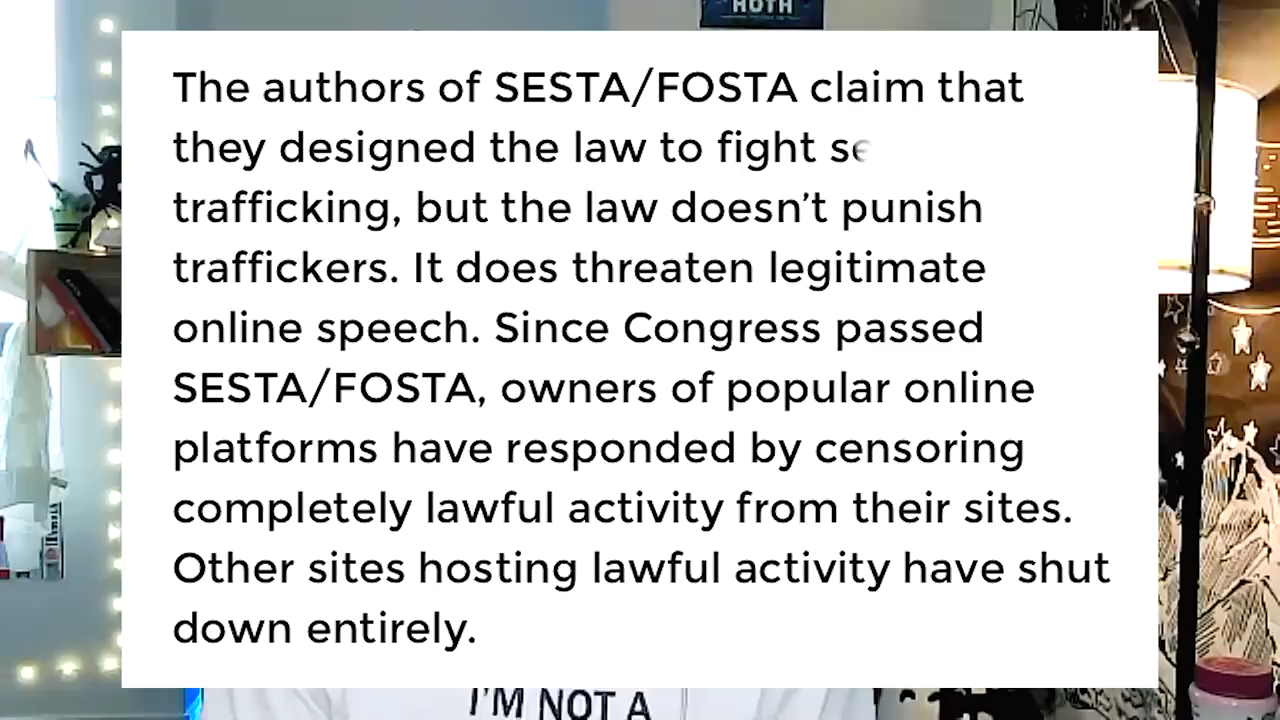 HOTH
The authors of SESTA/FOSTA claim that
they designed the law to fight se
trafficking, but the law doesn’t punish
traffickers. It does threaten legitimate
online speech. Since Congress passed
SESTA/FOSTA, owners of popular online
platforms have responded by censoring
completely lawful activity from their sites.
Other sites hosting lawful activity have shut
down entirely.
I'M NOT A